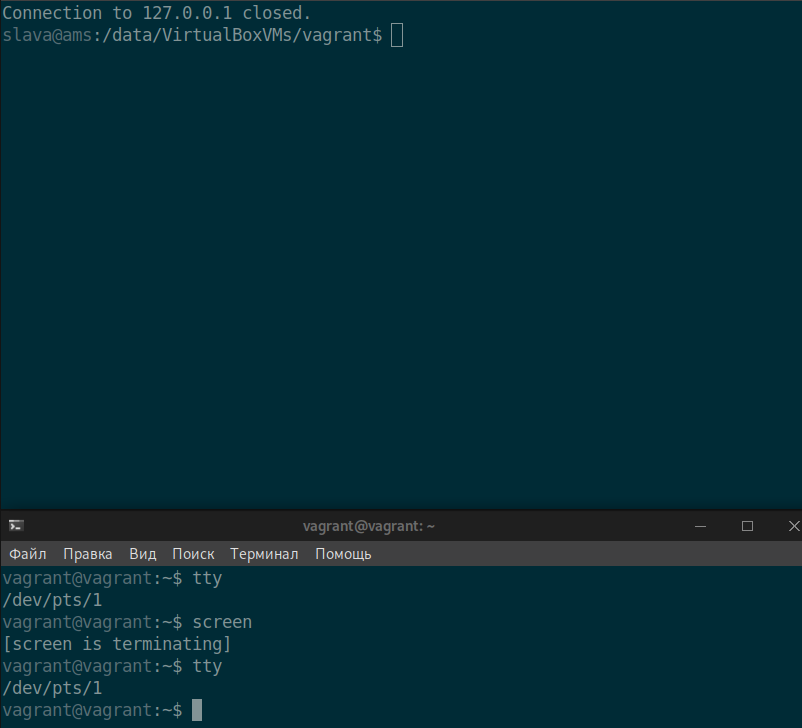 Connection to 127.0.0.1 closed.
slava@ams:/data/VirtualBoxVMs/vagrant$
vagrant@vagrant: ~
Файл Правка Вид Поиск Терминал Помощь
vagrant@vagrant:~$ tty
/dev/pts/1
vagrant@vagrant:~$ screen
[screen is terminating]
vagrant@vagrant:~$ tty
/dev/pts/1
vagrant@vagrant:~$